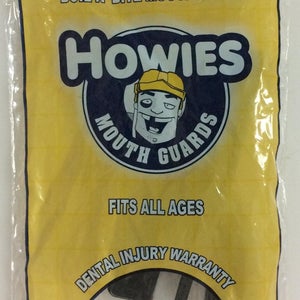 HOWIES
MOUTH GUARDS
FITS ALL AGES
DENTAL INJURY WARRANTY